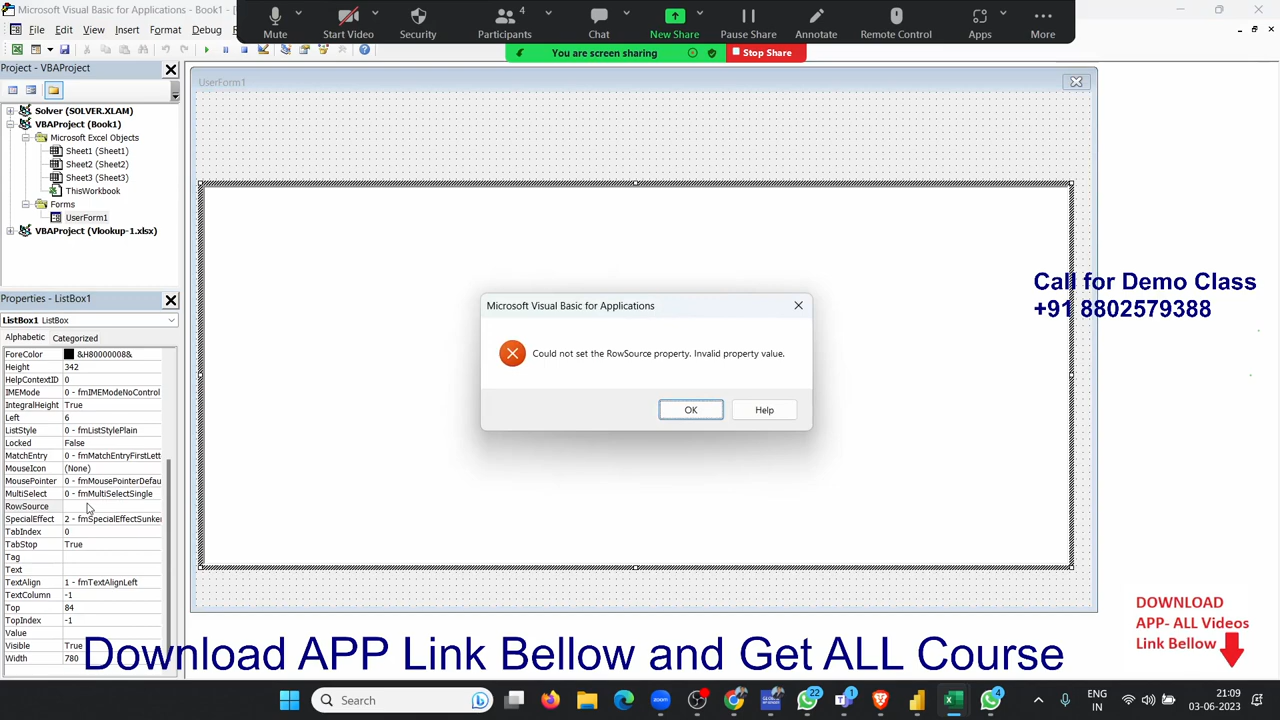 Microsoft Visual Basic for Applications - Book1 - [
File Edit View Insert Format Debug
Mute
Start Video
Security
4
Participants
Chat
New Share
Pause Share
Annotate
Remote Control
Apps
More
You are screen sharing
Stop Share
Project - VBAProject
Solver (SOLVER.XLAM)
VBAProject (Book1)
Microsoft Excel Objects
Sheet1 (Sheet1)
Sheet2 (Sheet2)
Sheet3 (Sheet3)
ThisWorkbook
Forms
UserForm1
VBAProject (Vlookup-1.xlsx)
Properties - ListBox1
ListBox1 ListBox
Alphabetic Categorized
ForeColor &H80000008&
Height 342
HelpContextID 0
IMEMode 0 - fmIMEModeNoControl
IntegralHeight True
Left 6
ListStyle 0 - fmListStylePlain
Locked False
MatchEntry 0 - fmMatchEntryFirstLett
MouseIcon (None)
MousePointer 0 - fmMousePointerDefau
MultiSelect 0 - fmMultiSelectSingle
RowSource
SpecialEffect 2 - fmSpecialEffectSunken
TabIndex 0
TabStop True
Tag
Text
TextAlign 1 - fmTextAlignLeft
TextColumn -1
Top 84
TopIndex -1
Value
Visible True
Width 780
UserForm1
Microsoft Visual Basic for Applications
Could not set the RowSource property. Invalid property value.
OK Help
Call for Demo Class
+91 8802579388
DOWNLOAD
APP- ALL Videos
Link Bellow
Download APP Link Bellow and Get ALL Course
Search
22
1
4
ENG
IN
21:09
03-06-2023